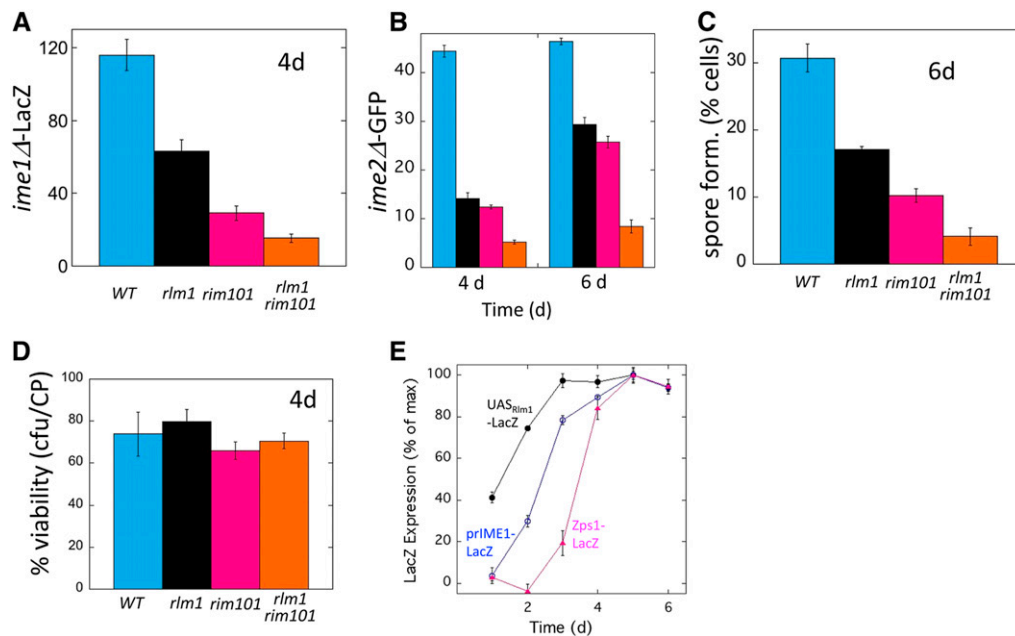 A
ime1Δ-LacZ
120
80
40
0
4d
WT rlm1 rim101 rlm1
rim101
B
ime2Δ-GFP
40
30
20
10
0
4 d 6 d
Time (d)
C
spore form. (% cells)
30
20
10
0
6d
WT rlm1 rim101 rlm1
rim101
D
% viability (cfu/CP)
100
80
60
40
20
0
4d
WT rlm1 rim101 rlm1
rim101
E
LacZ Expression (% of max)
100
80
60
40
20
0
UASRlm1
-LacZ
prIME1-
LacZ
Zps1-
LacZ
2 4 6
Time (d)